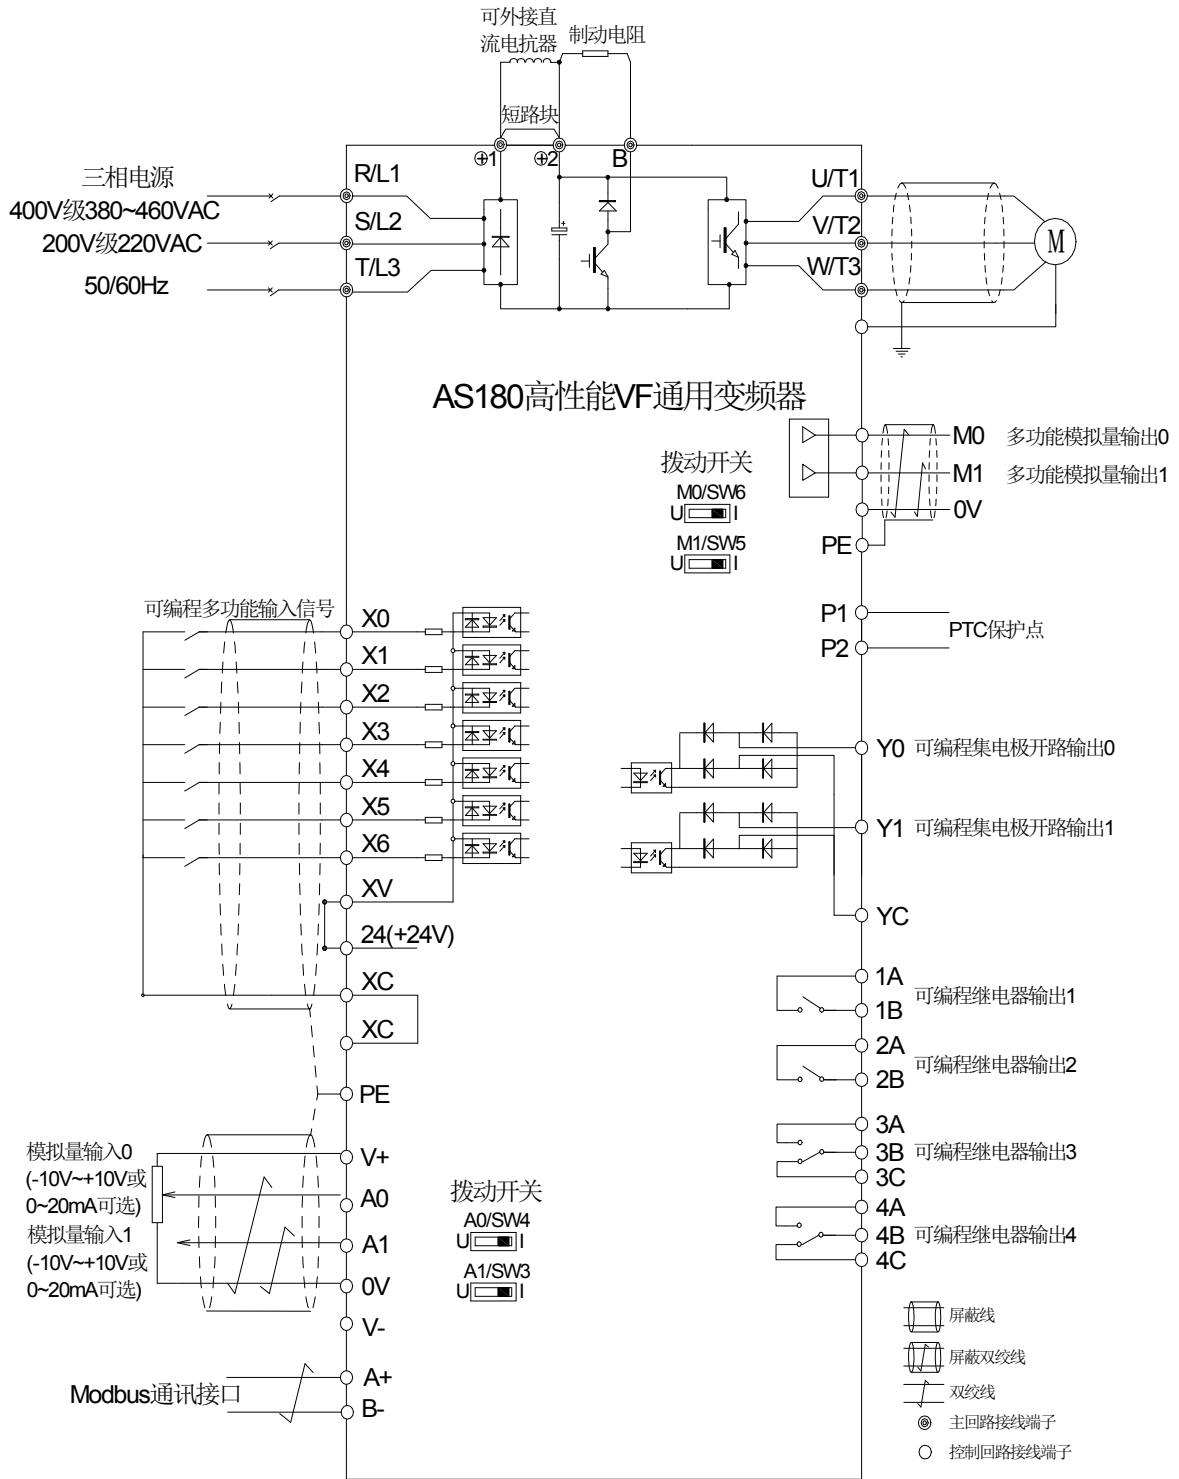 可外接直
流电抗器
制动电阻
短路块
⊕1
⊕2
B
三相电源
400V级380~460VAC
200V级220VAC
50/60Hz
R/L1
S/L2
T/L3
U/T1
V/T2
W/T3
M
AS180高性能VF通用变频器
拨动开关
M0/SW6
U I
M1/SW5
U I
M0 多功能模拟量输出0
M1 多功能模拟量输出1
0V
PE
P1
P2
PTC保护点
可编程多功能输入信号
X0
X1
X2
X3
X4
X5
X6
XV
24(+24V)
XC
XC
PE
Y0 可编程集电极开路输出0
Y1 可编程集电极开路输出1
YC
1A
1B
可编程继电器输出1
2A
2B
可编程继电器输出2
3A
3B 可编程继电器输出3
3C
4A
4B 可编程继电器输出4
4C
模拟量输入0
(-10V~+10V或
0~20mA可选)
模拟量输入1
(-10V~+10V或
0~20mA可选)
V+
A0
A1
0V
V-
拨动开关
A0/SW4
U I
A1/SW3
U I
Modbus通讯接口
A+
B-
屏蔽线
屏蔽双绞线
双绞线
主回路接线端子
控制回路接线端子